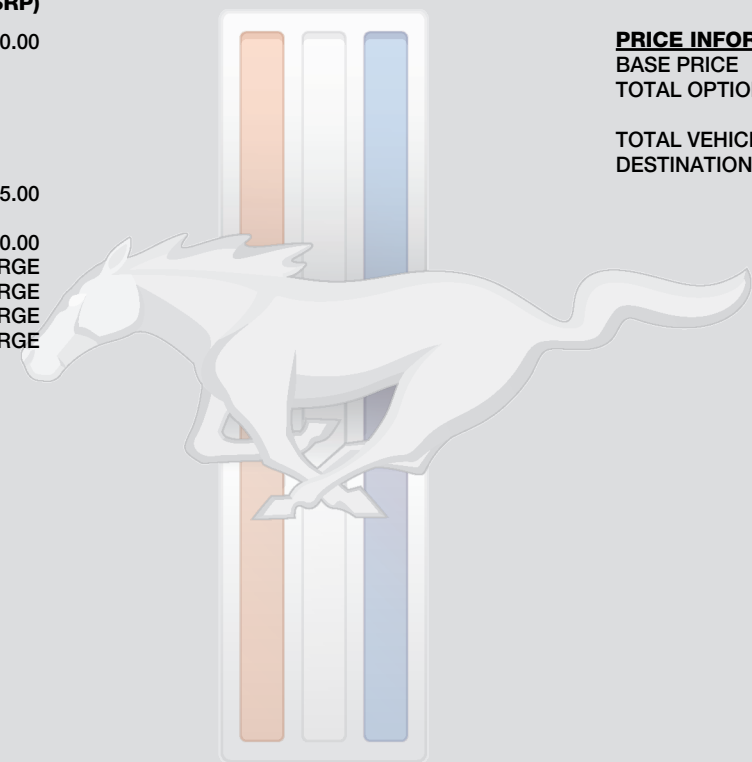 SRP)
0.00
5.00
0.00
RGE
RGE
RGE
RGE
PRICE INFOR
BASE PRICE
TOTAL OPTIO
TOTAL VEHIC
DESTINATION